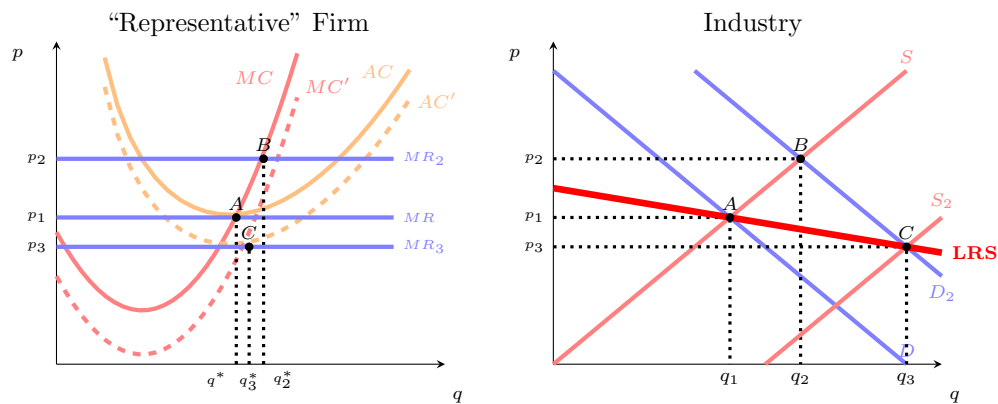 “Representative” Firm
p
MC
AC
MC′
AC′
B
p₂
MR₂
A
p₁
MR
C
p₃
MR₃
q*
q₃*
q₂*
q
Industry
p
S
B
p₂
S₂
A
p₁
C
p₃
LRS
D₂
D
q₁
q₂
q₃
q